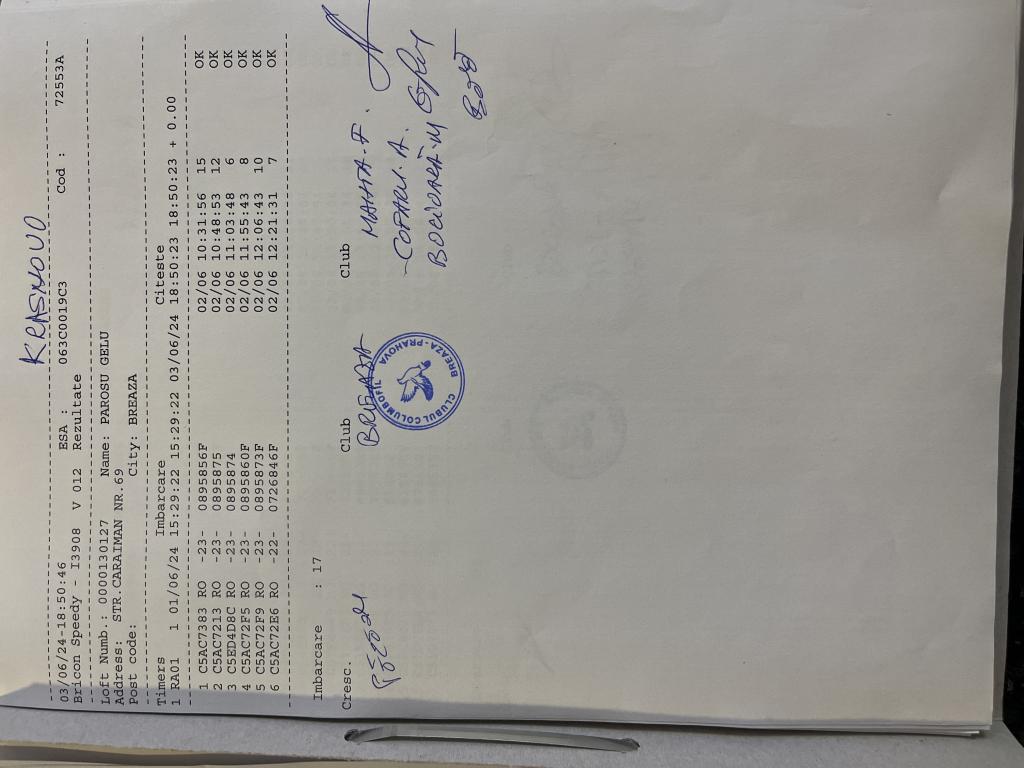 KRASNOVO
03/06/24-18:50:46 ESA : 063C0019C3 Cod : 72553A
Bricon Speedy - I3908 V 012 Rezultate
Loft Numb.: 0000130127 Name: PAROSU GELU
Address: STR.CARAIMAN NR.69
Post code: City: BREAZA
Timers Imbarcare Citeste
1 RA01 1 01/06/24 15:29:22 15:29:22 03/06/24 18:50:23 18:50:23 + 0.00
1 C5AC7383 RO -23- 0895856F 02/06 10:31:56 15 OK
2 C5AC7213 RO -23- 0895875 02/06 10:48:53 12 OK
3 C5ED4D8C RO -23- 0895874 02/06 11:03:48 6 OK
4 C5AC72F5 RO -23- 0895860F 02/06 11:55:43 8 OK
5 C5AC72F9 RO -23- 0895873F 02/06 12:06:43 10 OK
6 C5AC72E6 RO -22- 0726846F 02/06 12:21:31 7 OK
Imbarcare : 17
Cresc. Club Club
BREAZA
CLUBUL COLUMBOFIL BREAZA-PRAHOVA